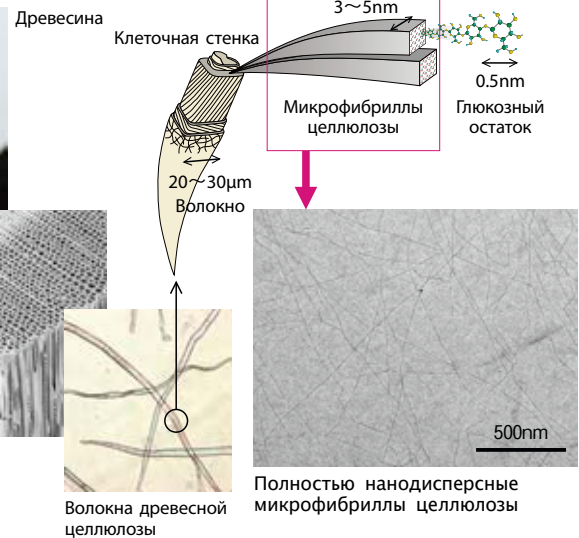 Древесина
3～5nm
Клеточная стенка
0.5nm
Микрофибриллы
целлюлозы
Глюкозный
остаток
20～30μm
Волокно
500nm
Полностью нанодисперсные
микрофибриллы целлюлозы
Волокна древесной
целлюлозы